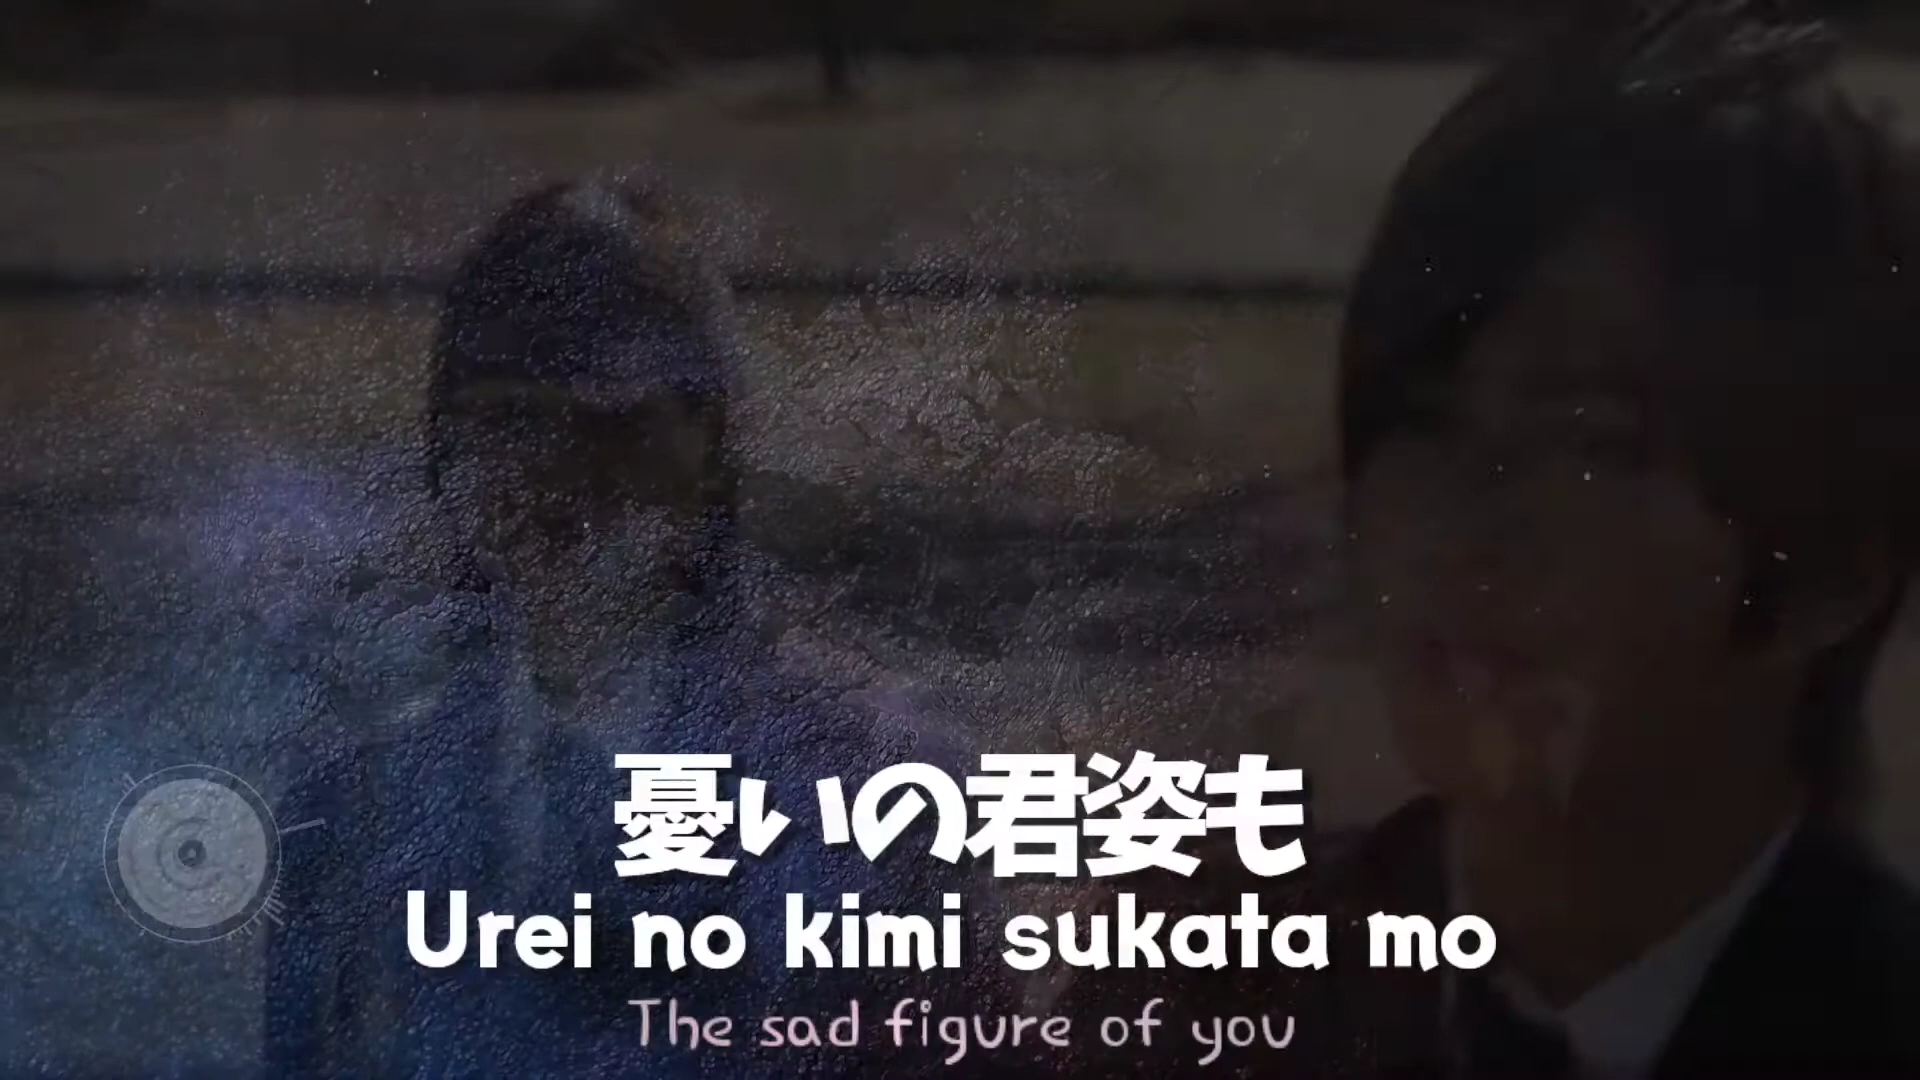 憂いの君姿も
Urei no kimi sukata mo
The sad figure of you